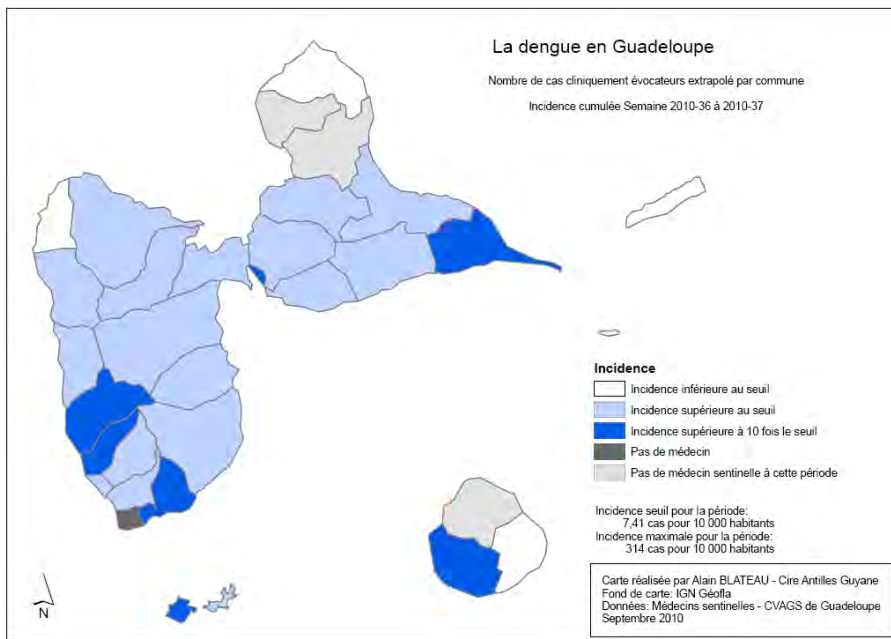 La dengue en Guadeloupe
Nombre de cas cliniquement évocateurs extrapolé par commune
Incidence cumulée Semaine 2010-36 à 2010-37
Incidence
Incidence inférieure au seuil
Incidence supérieure au seuil
Incidence supérieure à 10 fois le seuil
Pas de médecin
Pas de médecin sentinelle à cette période
Incidence seuil pour la période:
7,41 cas pour 10 000 habitants
Incidence maximale pour la période:
314 cas pour 10 000 habitants
Carte réalisée par Alain BLATEAU - Cire Antilles Guyane
Fond de carte: IGN Géofla
Données: Médecins sentinelles - CVAGS de Guadeloupe
Septembre 2010
N